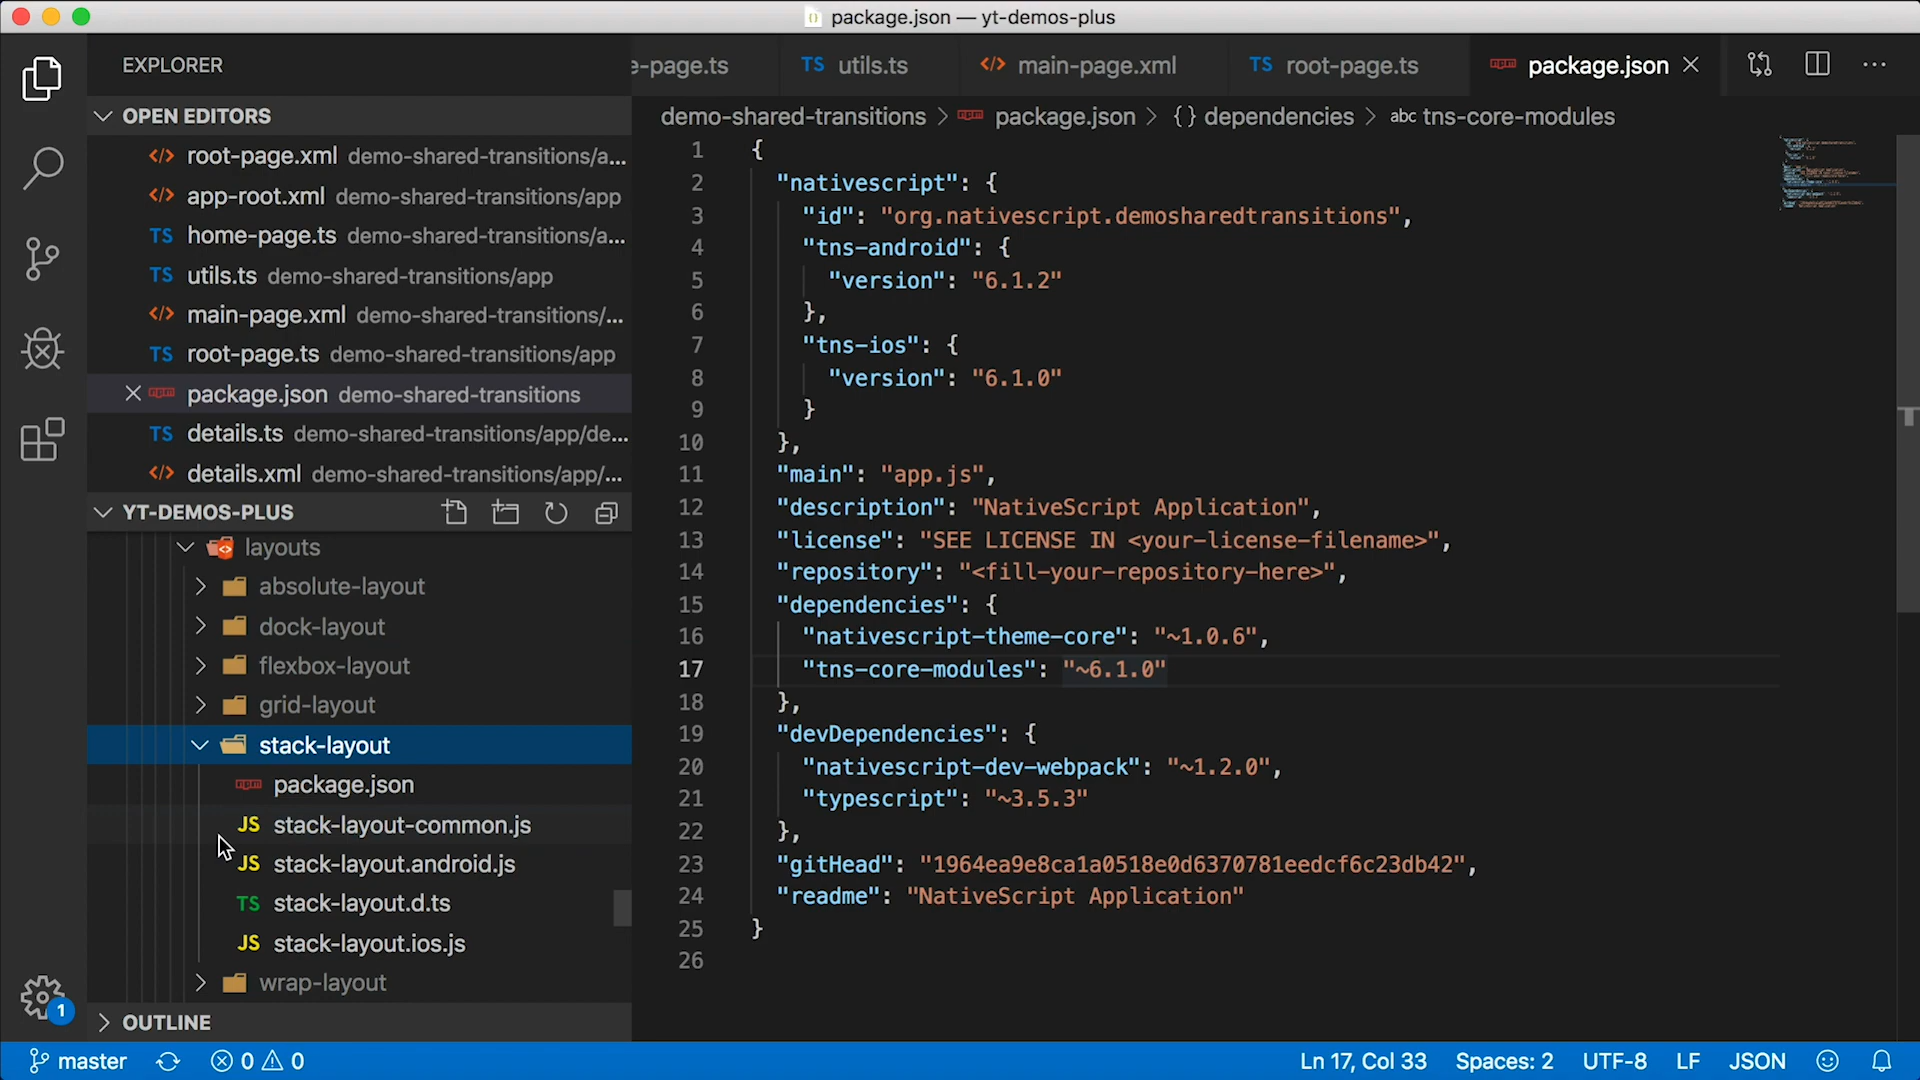 package.json — yt-demos-plus
EXPLORER
OPEN EDITORS
root-page.xml demo-shared-transitions/a...
app-root.xml demo-shared-transitions/app
TS home-page.ts demo-shared-transitions/a...
TS utils.ts demo-shared-transitions/app
main-page.xml demo-shared-transitions/...
TS root-page.ts demo-shared-transitions/app
package.json demo-shared-transitions
TS details.ts demo-shared-transitions/app/de...
details.xml demo-shared-transitions/app/...
YT-DEMOS-PLUS
layouts
absolute-layout
dock-layout
flexbox-layout
grid-layout
stack-layout
package.json
JS stack-layout-common.js
JS stack-layout.android.js
TS stack-layout.d.ts
JS stack-layout.ios.js
wrap-layout
OUTLINE
e-page.ts TS utils.ts </> main-page.xml TS root-page.ts package.json
demo-shared-transitions > package.json > {} dependencies > abc tns-core-modules
1 {
2 "nativescript": {
3 "id": "org.nativescript.demosharedtransitions",
4 "tns-android": {
5 "version": "6.1.2"
6 },
7 "tns-ios": {
8 "version": "6.1.0"
9 }
10 },
11 "main": "app.js",
12 "description": "NativeScript Application",
13 "license": "SEE LICENSE IN <your-license-filename>",
14 "repository": "<fill-your-repository-here>",
15 "dependencies": {
16 "nativescript-theme-core": "~1.0.6",
17 "tns-core-modules": "~6.1.0"
18 },
19 "devDependencies": {
20 "nativescript-dev-webpack": "~1.2.0",
21 "typescript": "~3.5.3"
22 },
23 "gitHead": "1964ea9e8ca1a0518e0d6370781eedcf6c23db42",
24 "readme": "NativeScript Application"
25 }
26
1
master 0 0 Ln 17, Col 33 Spaces: 2 UTF-8 LF JSON